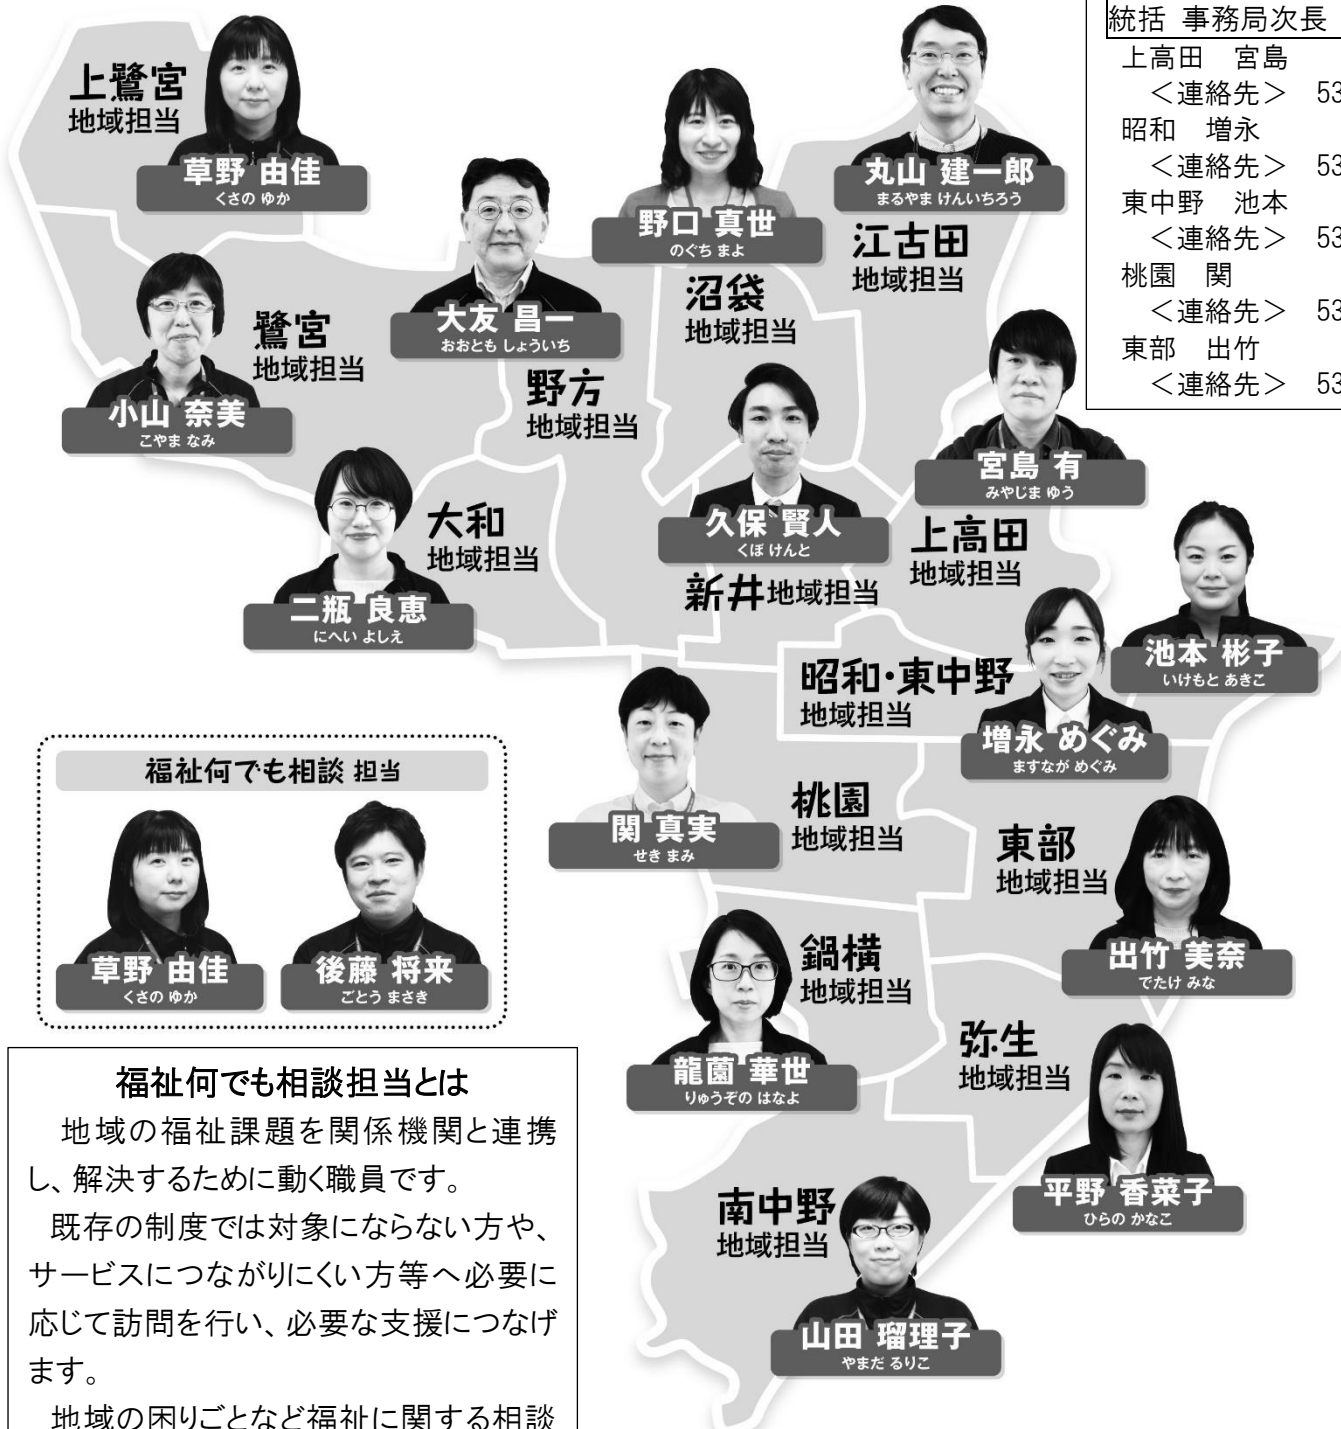 統括 事務局次長
上高田 宮島
＜連絡先＞ 53
昭和 増永
＜連絡先＞ 53
東中野 池本
＜連絡先＞ 53
桃園 関
＜連絡先＞ 53
東部 出竹
＜連絡先＞ 53
上鷺宮
地域担当
草野 由佳
くさの ゆか
野口 真世
のぐち まよ
沼袋
地域担当
丸山 建一郎
まるやま けんいちろう
江古田
地域担当
小山 奈美
こやま なみ
鷺宮
地域担当
大友 昌一
おおとも しょういち
野方
地域担当
宮島 有
みやじま ゆう
上高田
地域担当
二瓶 良恵
にへい よしえ
大和
地域担当
久保 賢人
くぼ けんと
新井地域担当
池本 彬子
いけもと あきこ
昭和・東中野
地域担当
増永 めぐみ
ますなが めぐみ
関 真実
せき まみ
桃園
地域担当
東部
地域担当
出竹 美奈
でたけ みな
福祉何でも相談 担当
草野 由佳
くさの ゆか
後藤 将来
ごとう まさき
鍋横
地域担当
龍薗 華世
りゅうぞの はなよ
弥生
地域担当
平野 香菜子
ひらの かなこ
南中野
地域担当
山田 瑠理子
やまだ るりこ
福祉何でも相談担当とは
地域の福祉課題を関係機関と連携
し、解決するために動く職員です。
既存の制度では対象にならない方や、
サービスにつながりにくい方等へ必要に
応じて訪問を行い、必要な支援につなげ
ます。
地域の困りごとなど福祉に関する相談